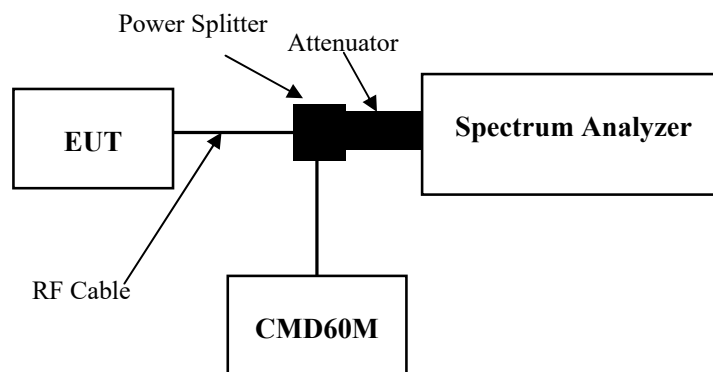 Power Splitter
Attenuator
EUT
Spectrum Analyzer
RF Cable
CMD60M